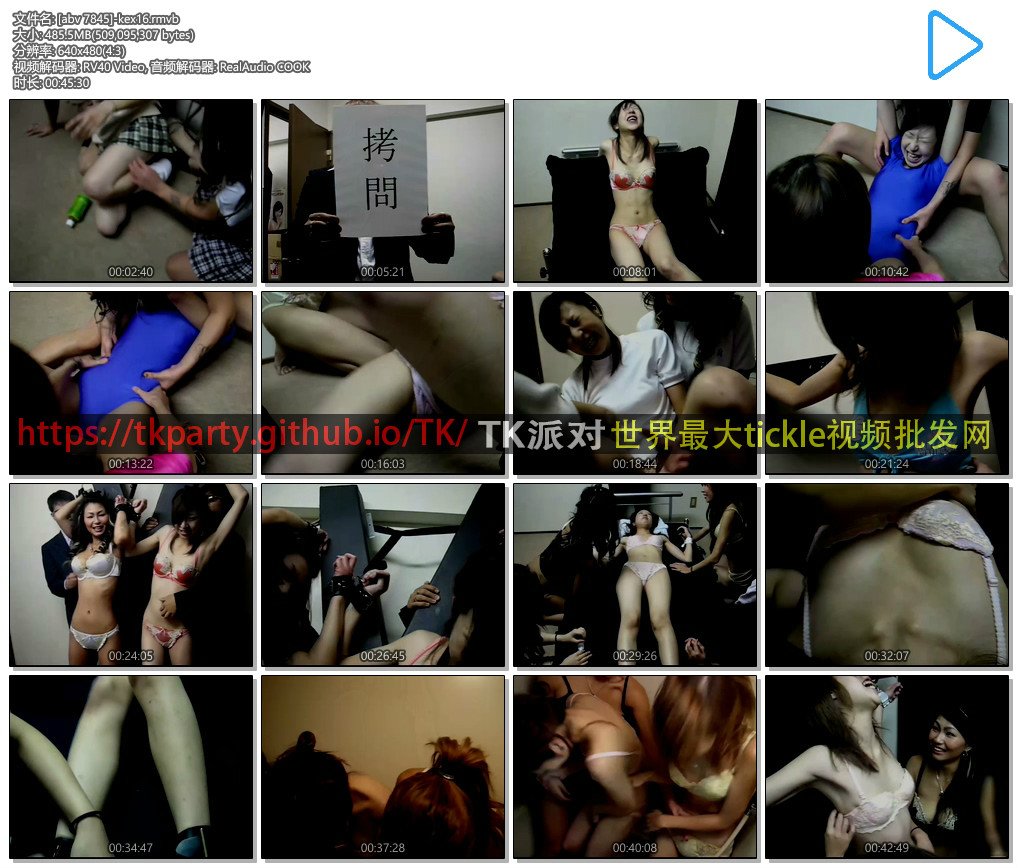 文件名: [abv 7845]-kex16.rmvb
大小: 485.5MB(509,095,307 bytes)
分辨率: 640x480(4:3)
视频解码器: RV40 Video, 音频解码器: RealAudio COOK
时长: 00:45:30
00:02:40
拷
問
00:05:21
00:08:01
00:10:42
00:13:22
00:16:03
00:18:44
00:21:24
https://tkparty.github.io/TK/ TK派对 世界最大tickle视频批发网
00:24:05
00:26:45
00:29:26
00:32:07
00:34:47
00:37:28
00:40:08
00:42:49